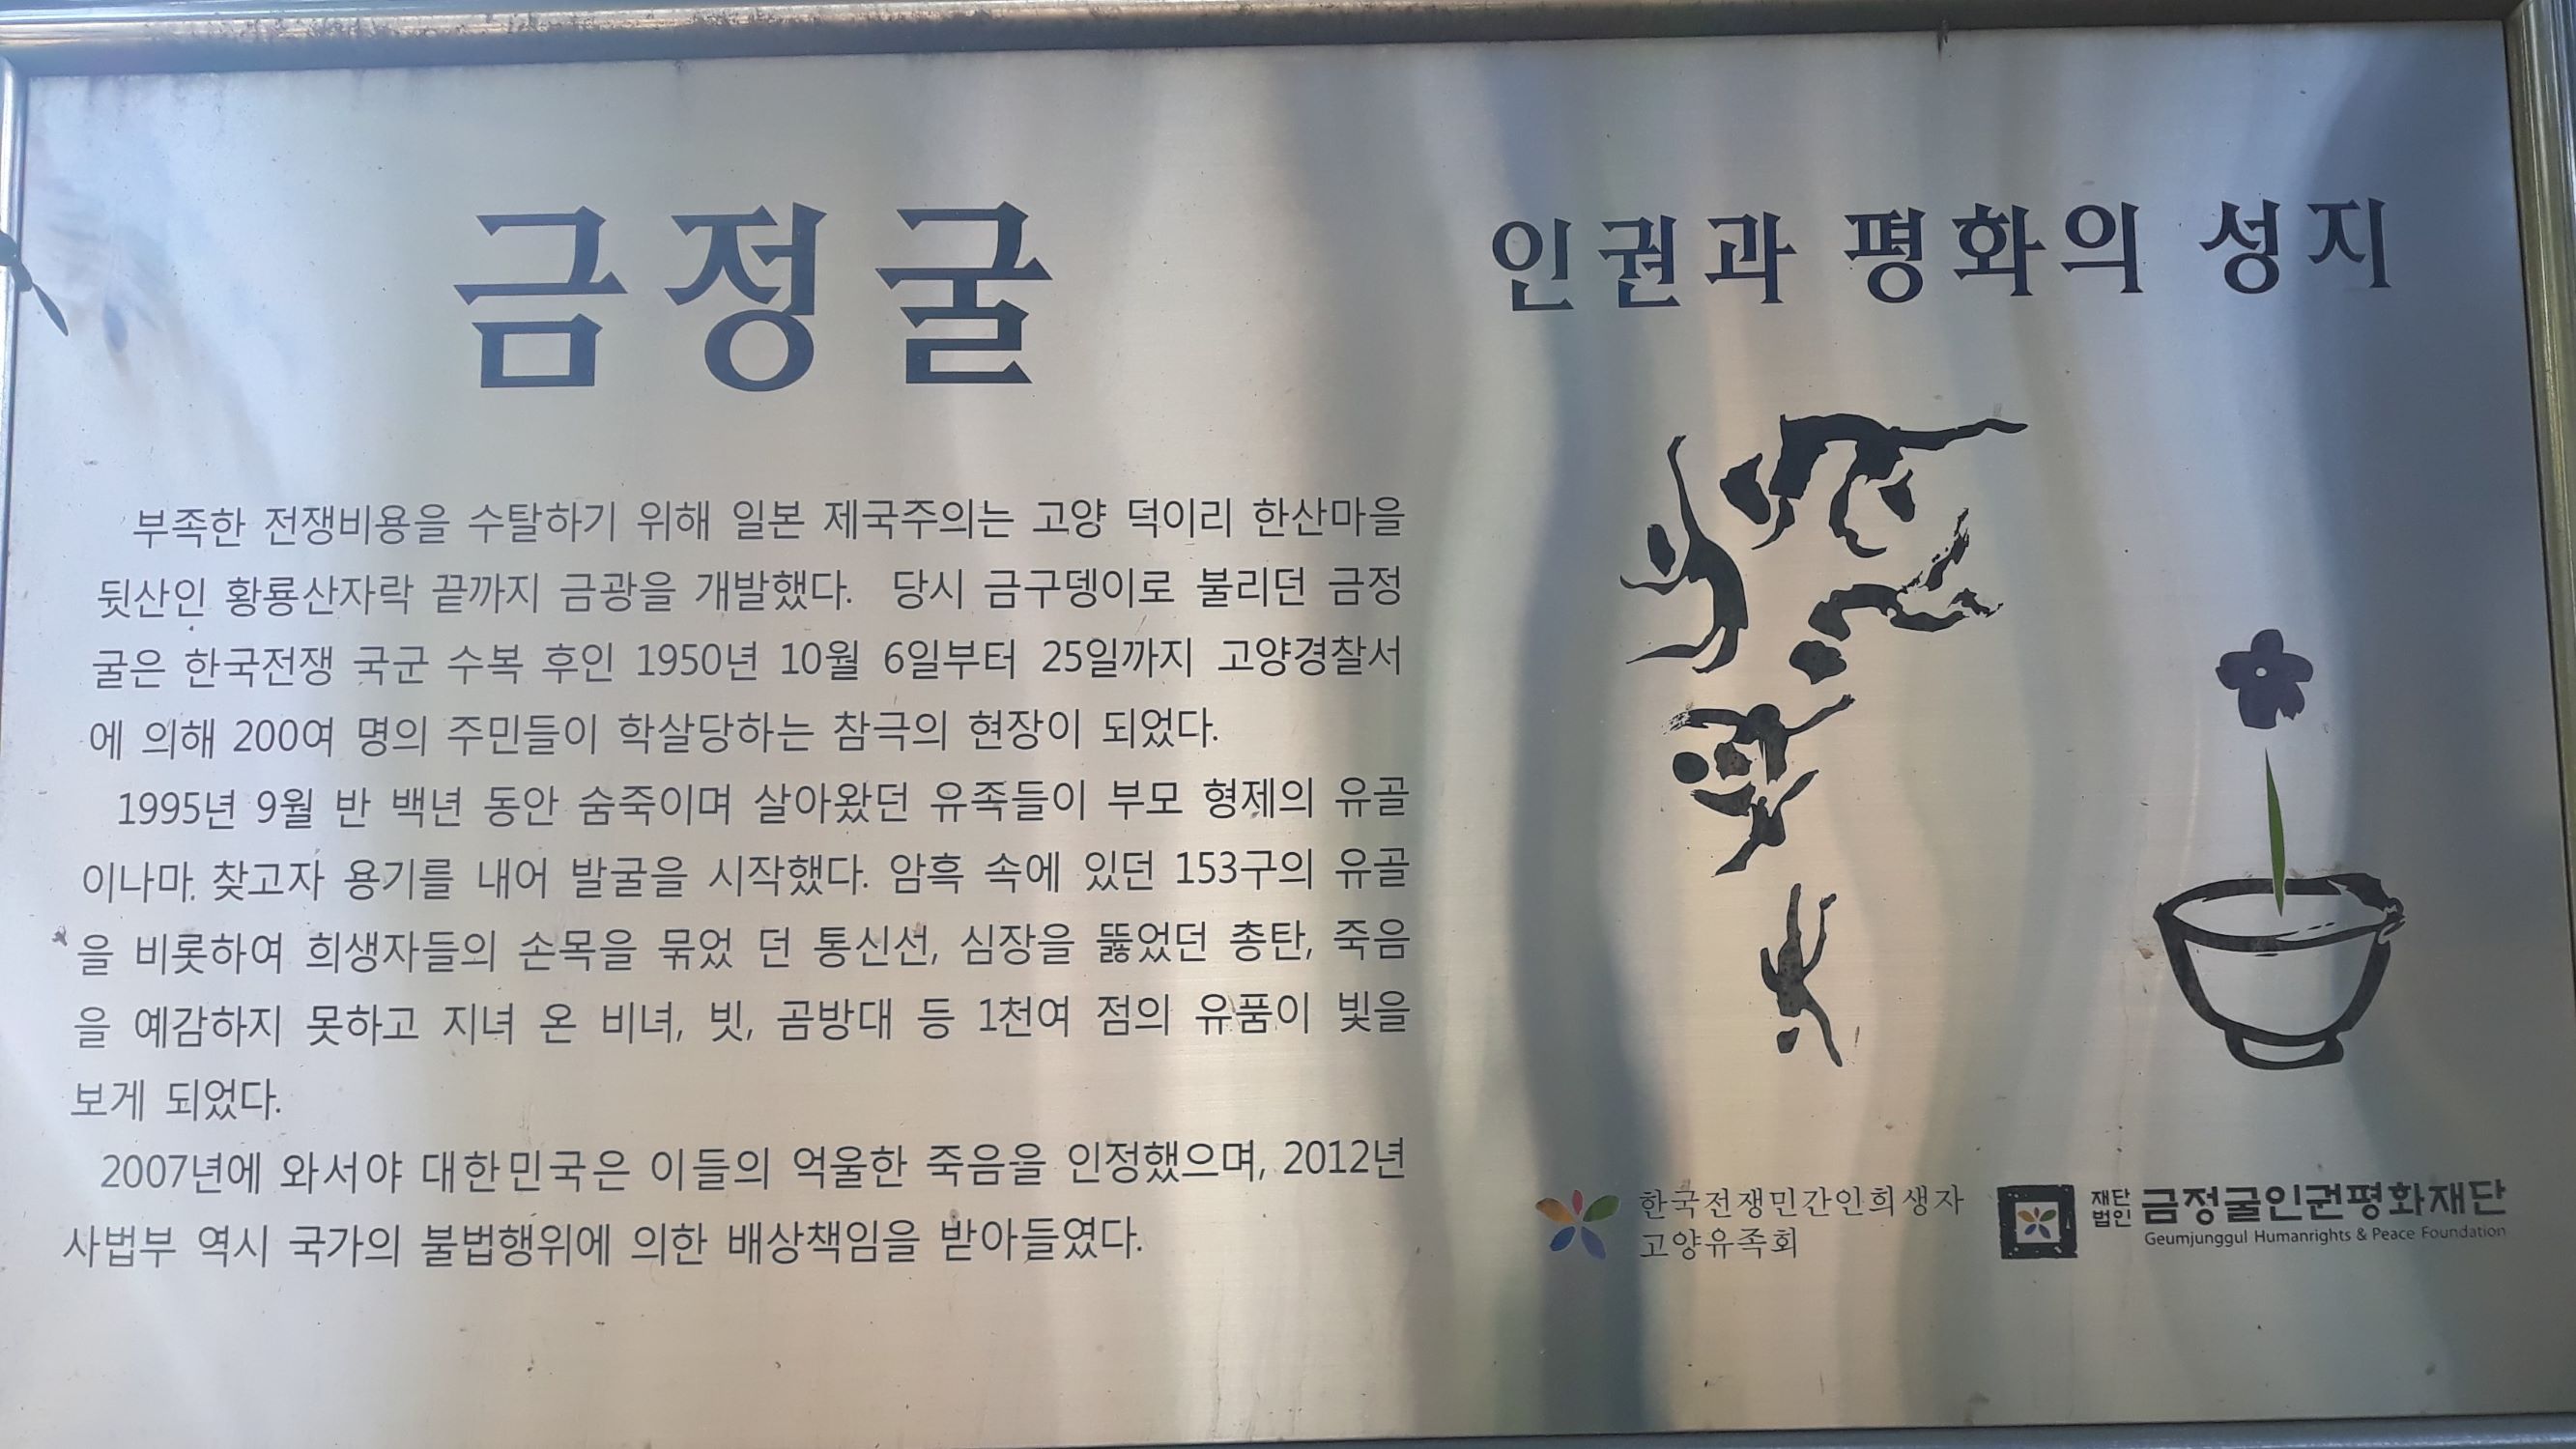 금정굴
인권과 평화의 성지
부족한 전쟁비용을 수탈하기 위해 일본 제국주의는 고양 덕이리 한산마을
뒷산인 황룡산자락 끝까지 금광을 개발했다. 당시 금구뎅이로 불리던 금정
굴은 한국전쟁 국군 수복 후인 1950년 10월 6일부터 25일까지 고양경찰서
에 의해 200여 명의 주민들이 학살당하는 참극의 현장이 되었다.
1995년 9월 반 백년 동안 숨죽이며 살아왔던 유족들이 부모 형제의 유골
이나마 찾고자 용기를 내어 발굴을 시작했다. 암흑 속에 있던 153구의 유골
을 비롯하여 희생자들의 손목을 묶었 던 통신선, 심장을 뚫었던 총탄, 죽음
을 예감하지 못하고 지녀 온 비녀, 빗, 곰방대 등 1천여 점의 유품이 빛을
보게 되었다.
2007년에 와서야 대한민국은 이들의 억울한 죽음을 인정했으며, 2012년
사법부 역시 국가의 불법행위에 의한 배상책임을 받아들였다.
한국전쟁민간인희생자
고양유족회
재단
법인
금정굴인권평화재단
Geumjunggul Humanrights & Peace Foundation